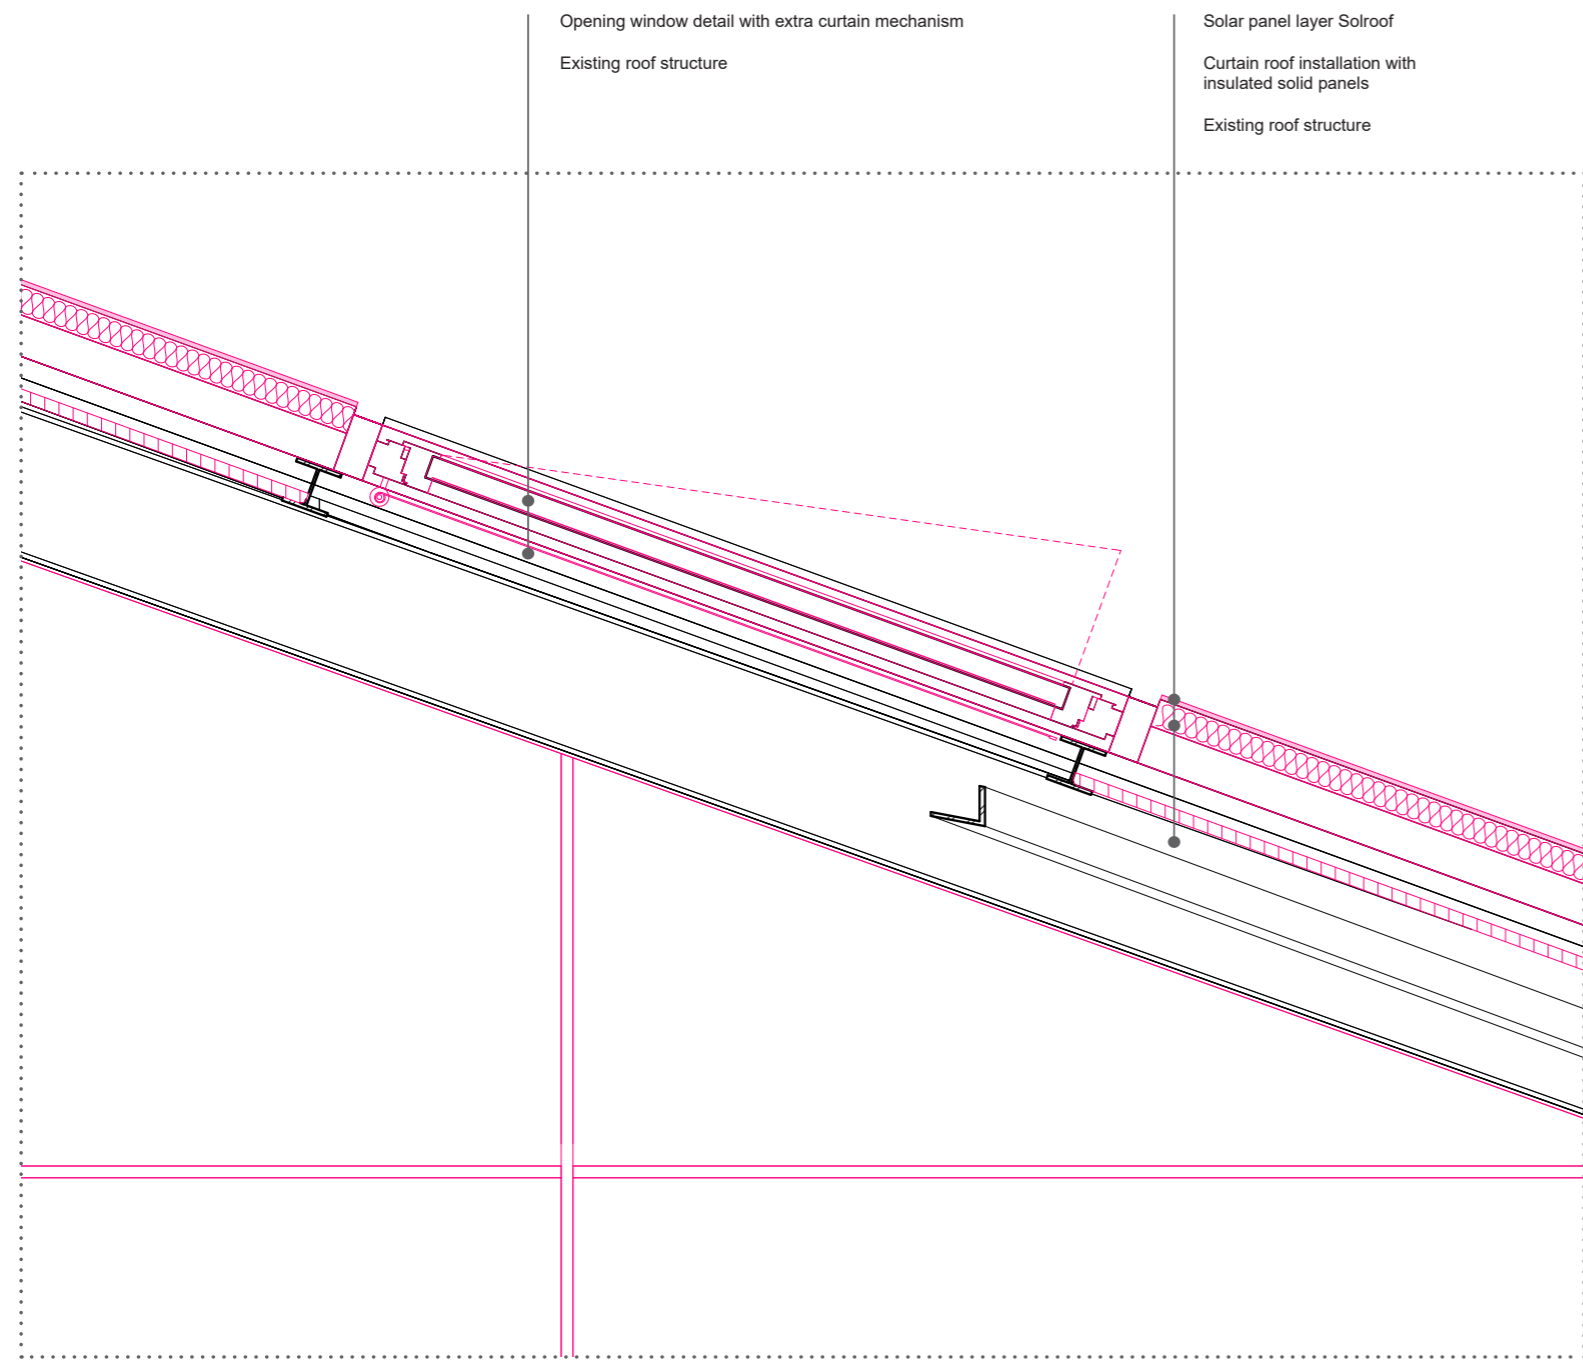 Opening window detail with extra curtain mechanism
Existing roof structure
Solar panel layer Solroof
Curtain roof installation with
insulated solid panels
Existing roof structure